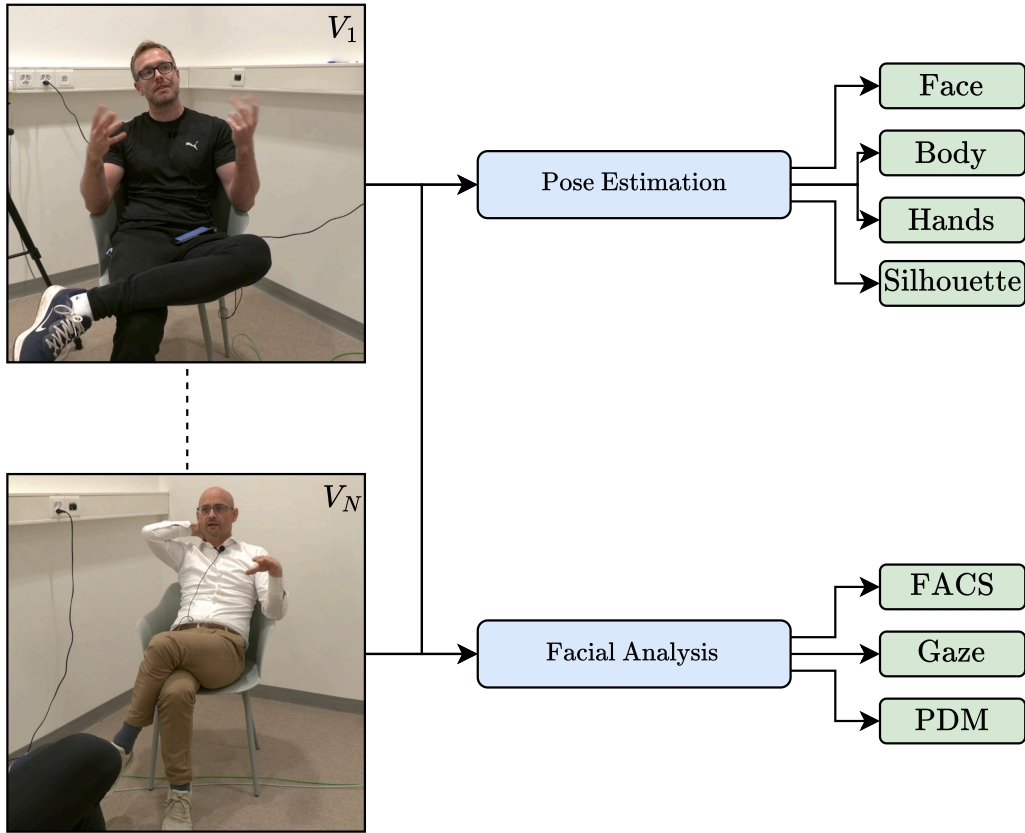 V1
Face
Body
Pose Estimation
Hands
Silhouette
VN
FACS
Facial Analysis
Gaze
PDM